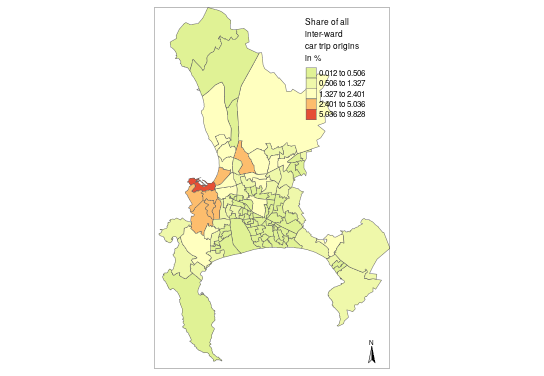 Share of all
inter-ward
car trip origins
in %
0.012 to 0.506
0.506 to 1.327
1.327 to 2.401
2.401 to 5.036
5.036 to 9.828
N